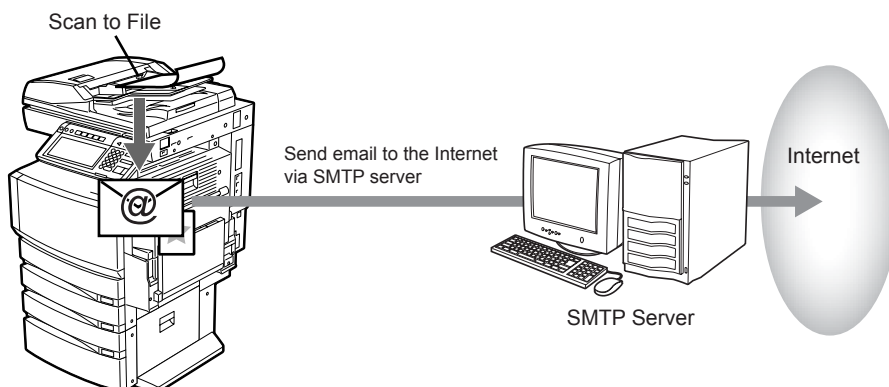 Scan to File
Send email to the Internet
via SMTP server
Internet
@
SMTP Server